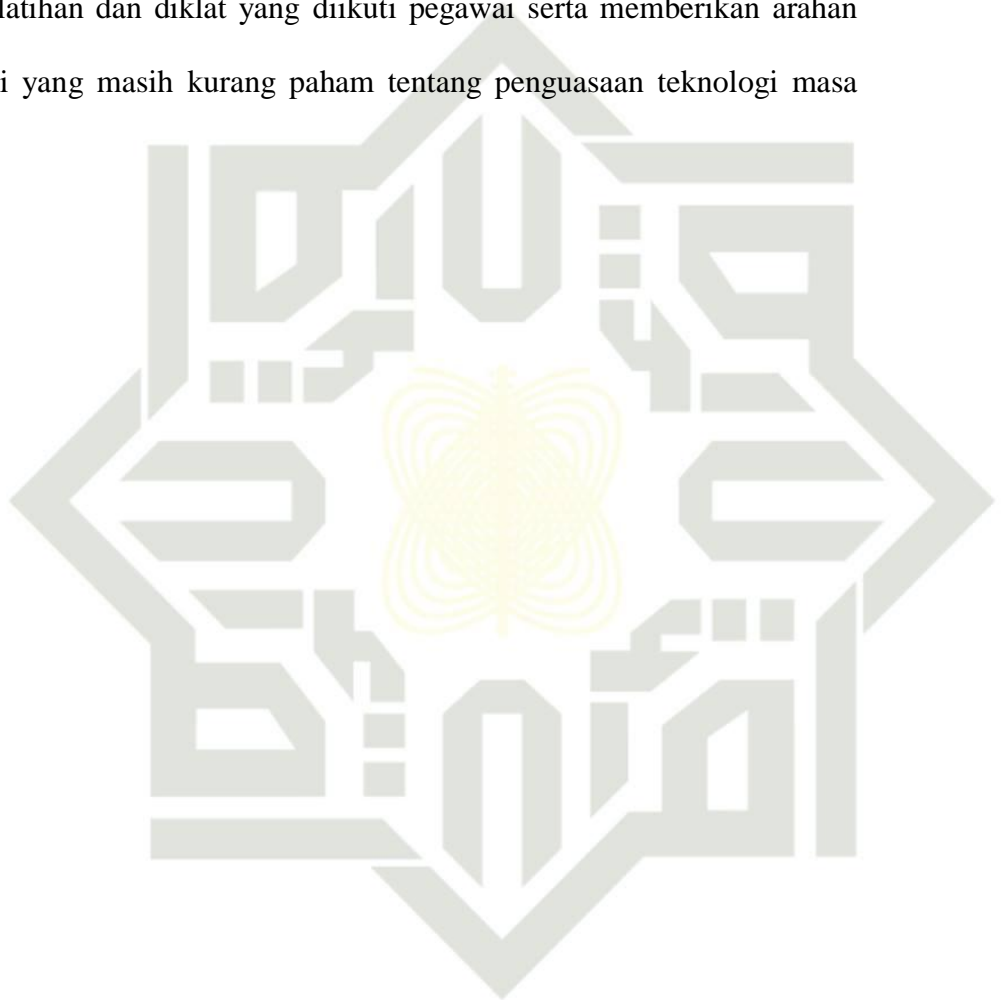 latihan dan diklat yang diikuti pegawai serta memberikan arahan
yang masih kurang paham tentang penguasaan teknologi masa